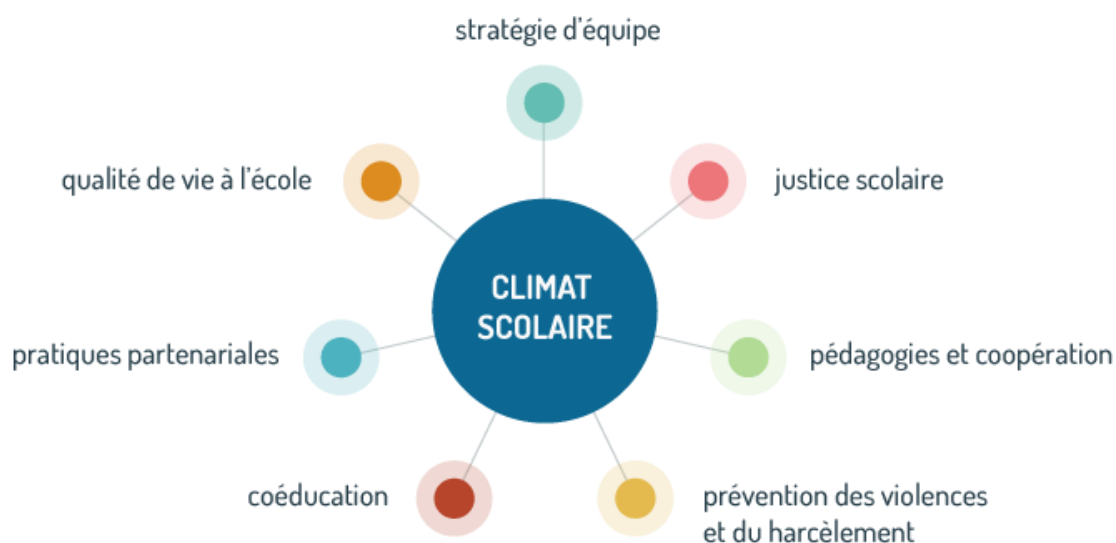 stratégie d'équipe
qualité de vie à l'école
justice scolaire
CLIMAT
SCOLAIRE
pratiques partenariales
pédagogies et coopération
coéducation
prévention des violences
et du harcèlement